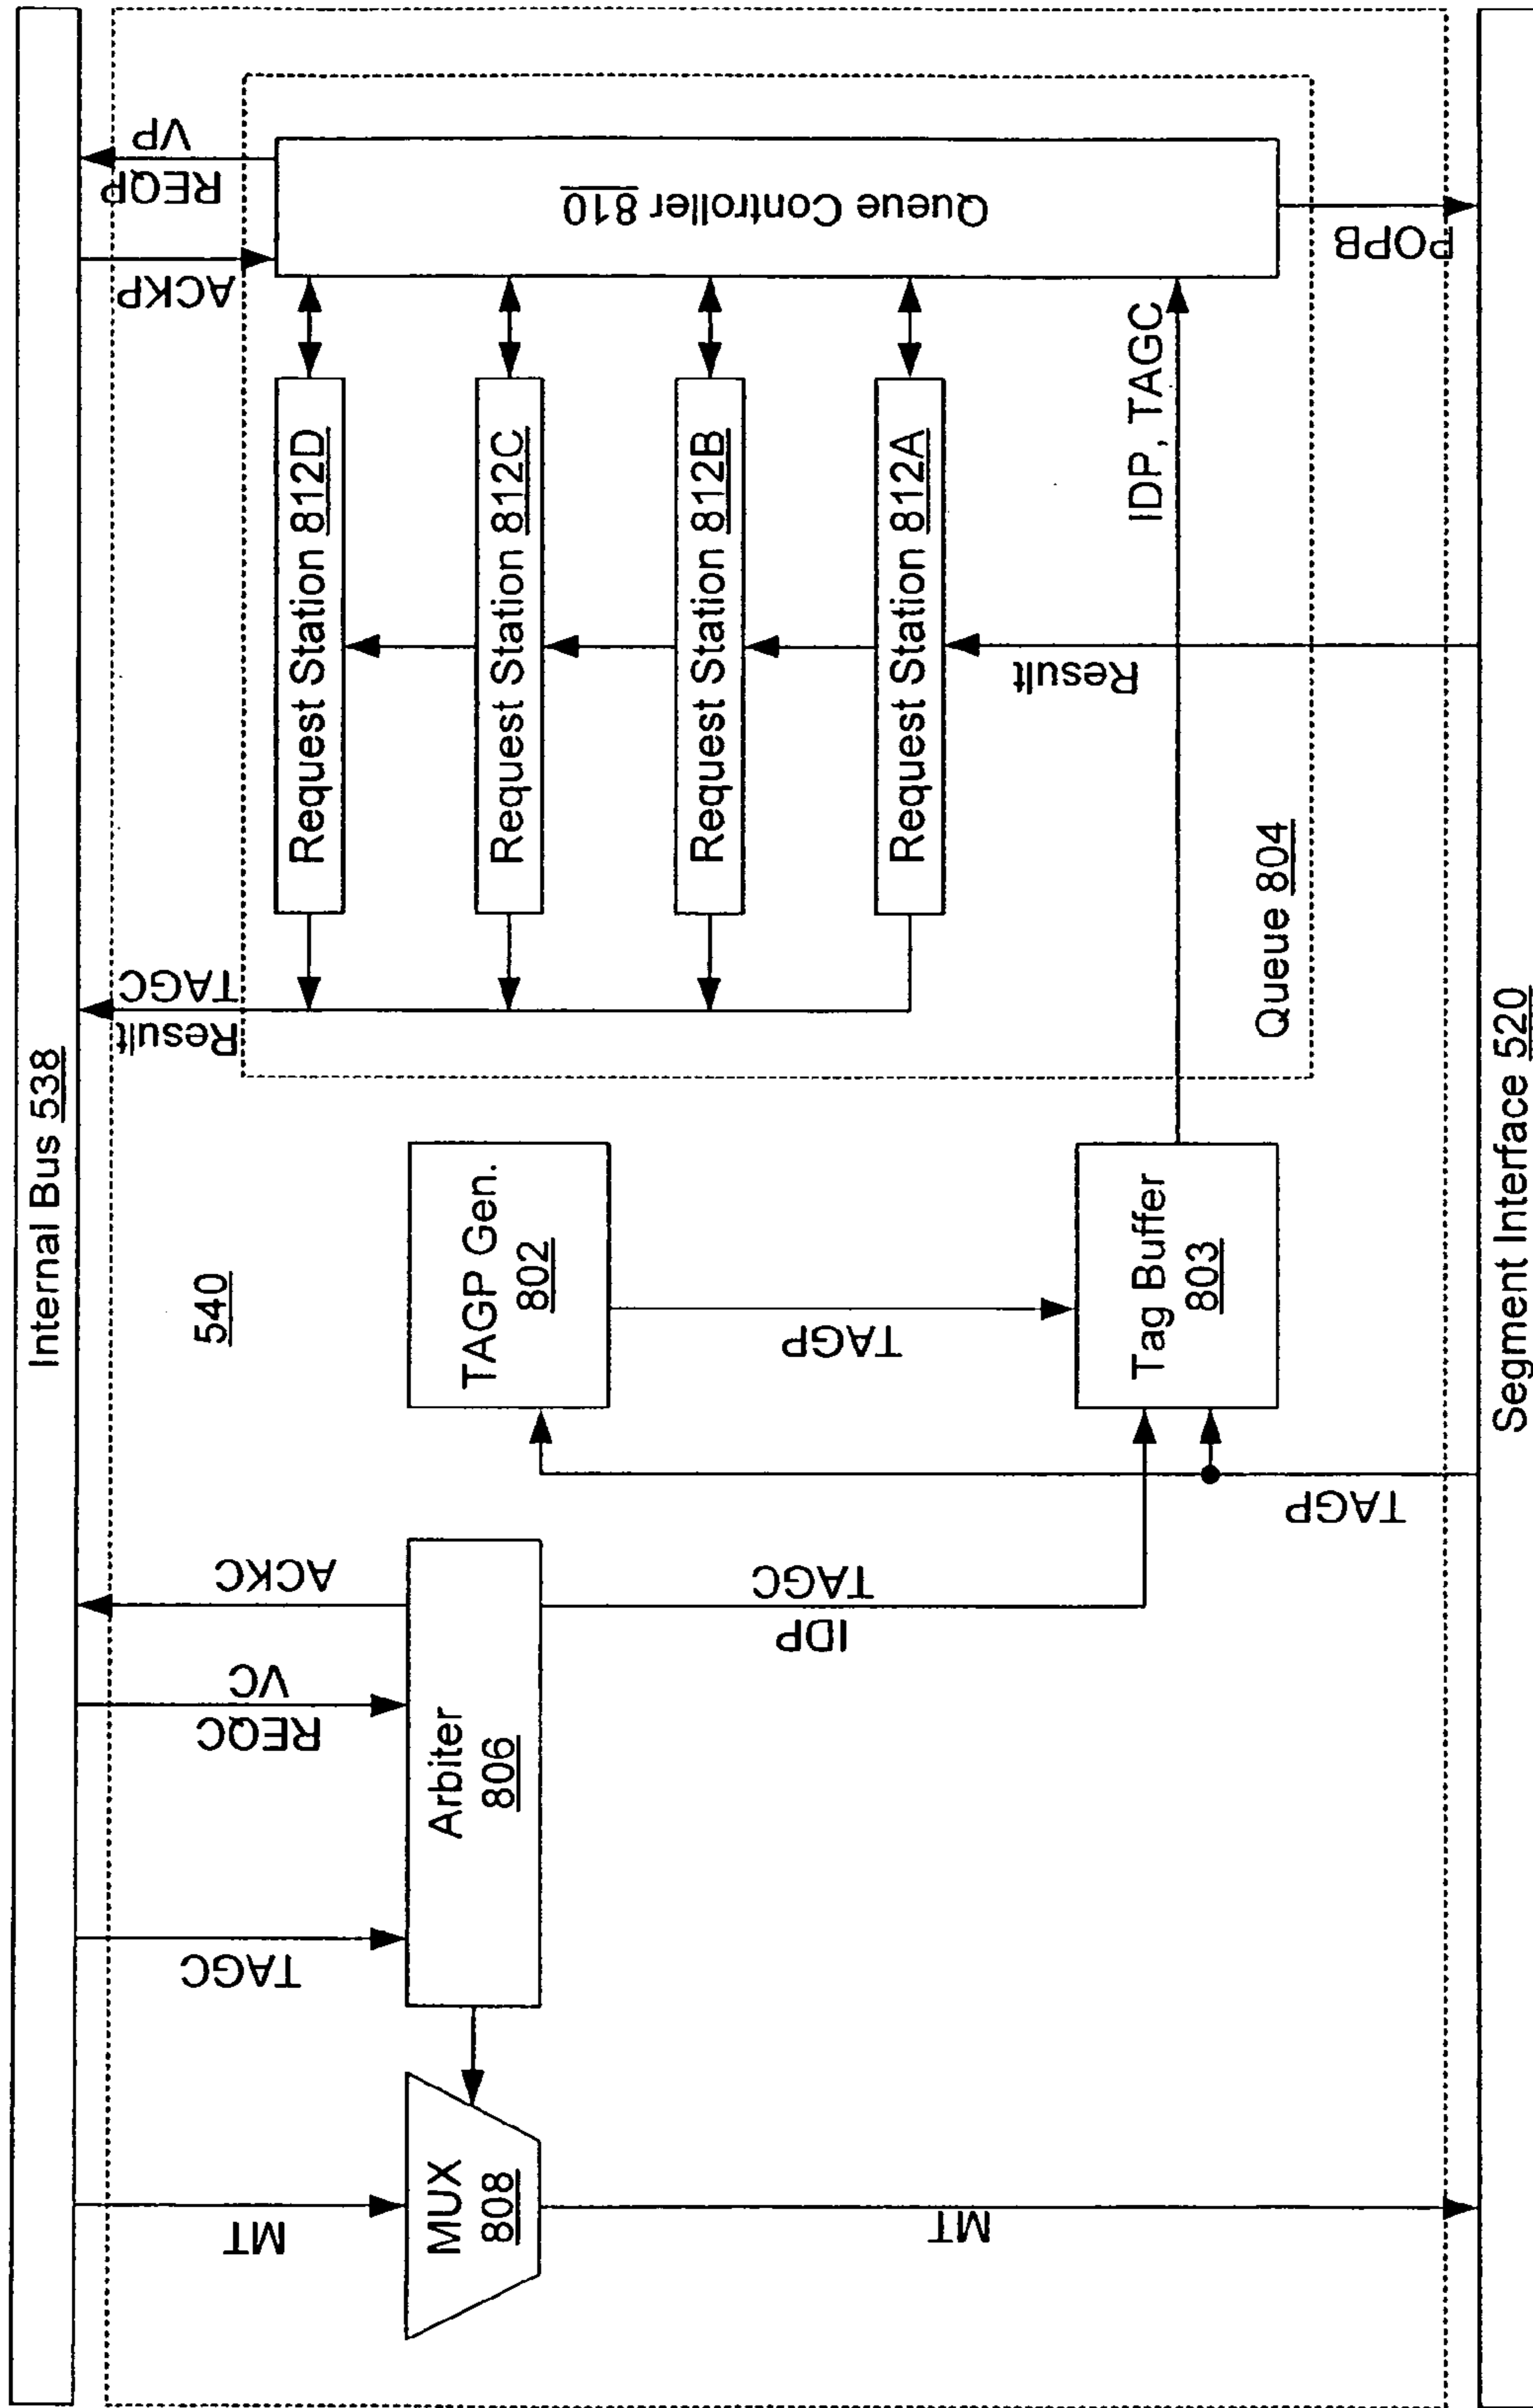 Internal Bus 538
540
MT
TAGC
REQC
VC
ACKC
Result
TAGC
ACKP
REQP
VP
MUX
808
Arbiter
806
TAGP Gen.
802
Request Station 812D
Request Station 812C
Request Station 812B
Request Station 812A
Queue Controller 810
IDP
TAGC
TAGP
Tag Buffer
803
IDP, TAGC
Result
Queue 804
MT
TAGP
POPB
Segment Interface 520